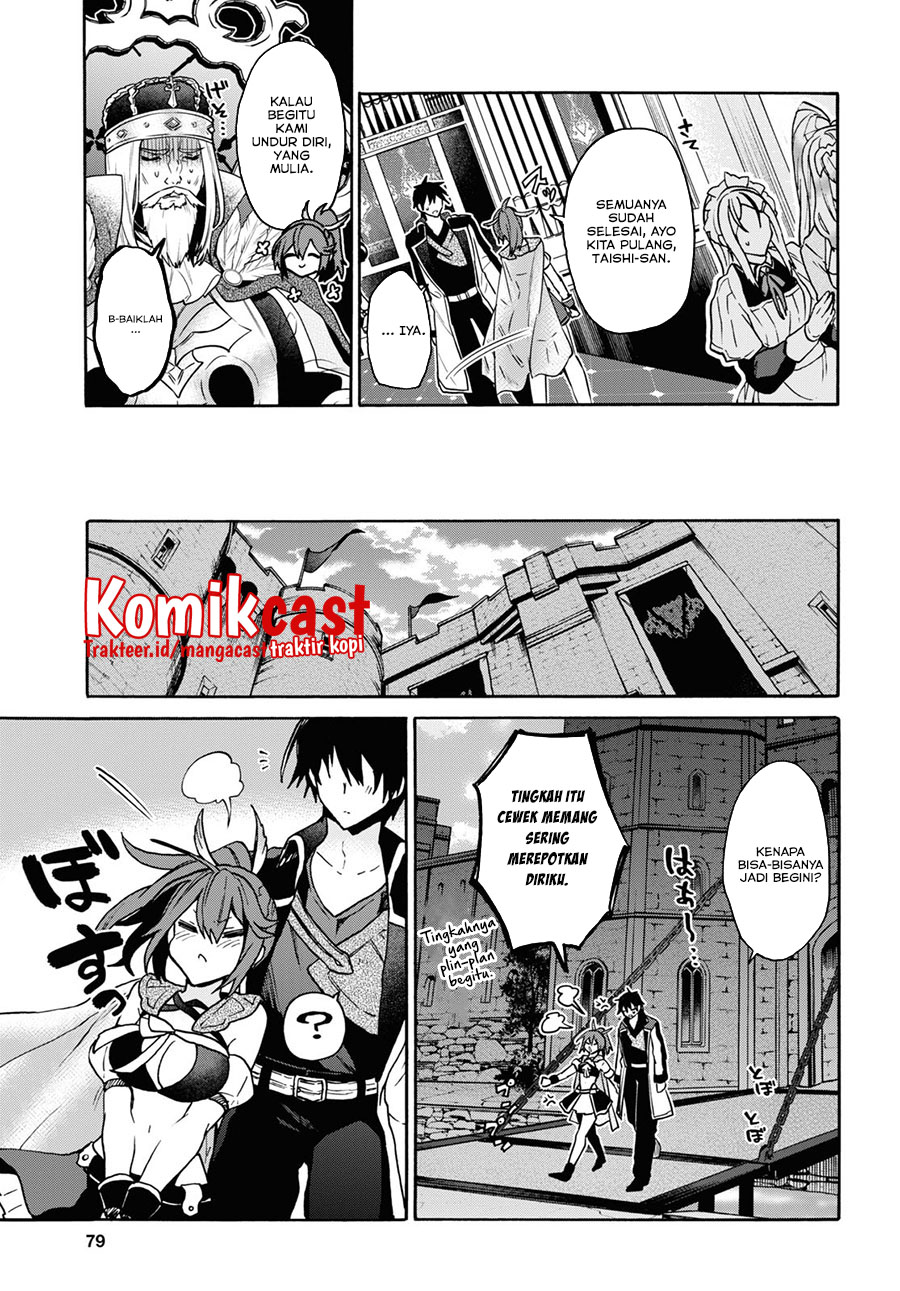 SEMUANYA
SUDAH
SELESAI, AYO
KITA PULANG,
TAISHI-SAN.
... IYA.
さっ
KALAU
BEGITU
KAMI
UNDUR DIRI,
YANG
MULIA.
B-BAIKLAH
...
Komikcast
Trakteer.id/mangacast traktir kopi
KENAPA
BISA-BISANYA
JADI BEGINI?
はぁ〜…
TINGKAH ITU
CEWEK MEMANG
SERING
MEREPOTKAN
DIRIKU.
Tingkahnya
yang
plin-plan
begitu.
とぼ
とぼ
?
ぼすっ
79